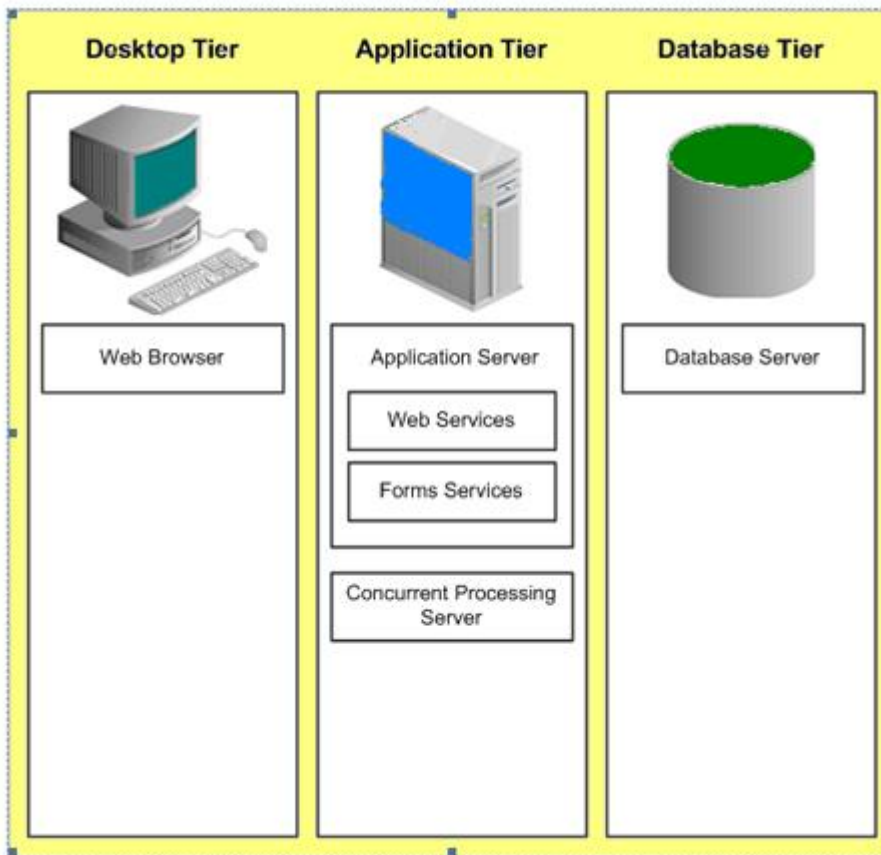 Desktop Tier
Application Tier
Database Tier
Web Browser
Application Server
Web Services
Forms Services
Concurrent Processing
Server
Database Server